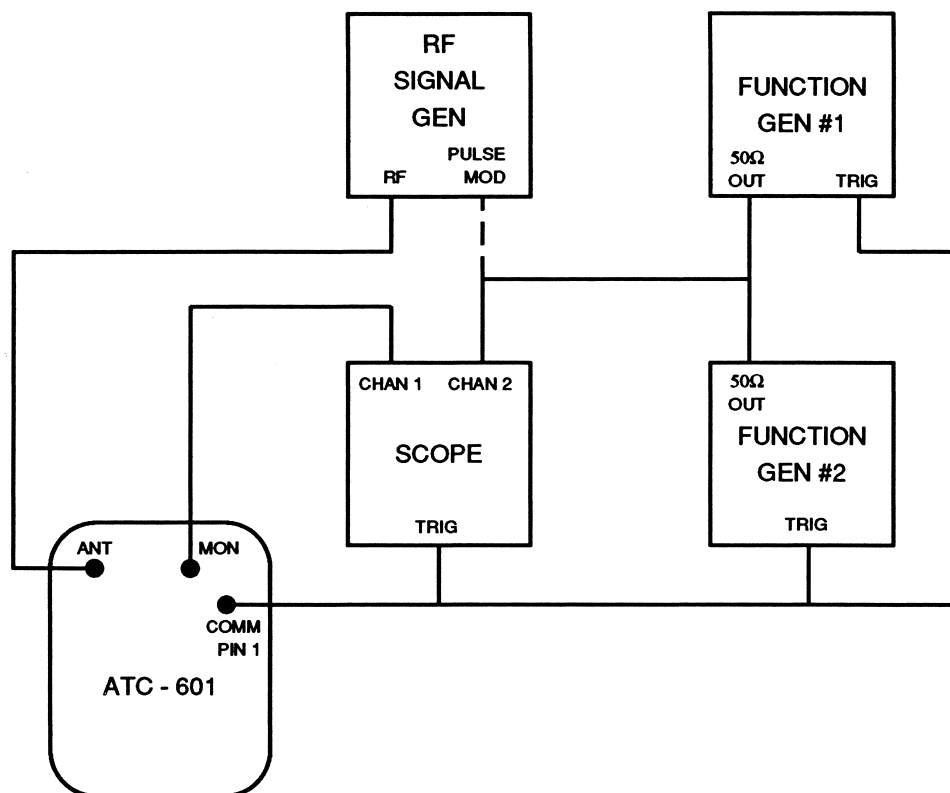 RF
SIGNAL
GEN
PULSE
RF MOD
FUNCTION
GEN #1
50Ω
OUT TRIG
CHAN 1 CHAN 2
SCOPE
TRIG
50Ω
OUT
FUNCTION
GEN #2
TRIG
ANT MON
COMM
PIN 1
ATC - 601